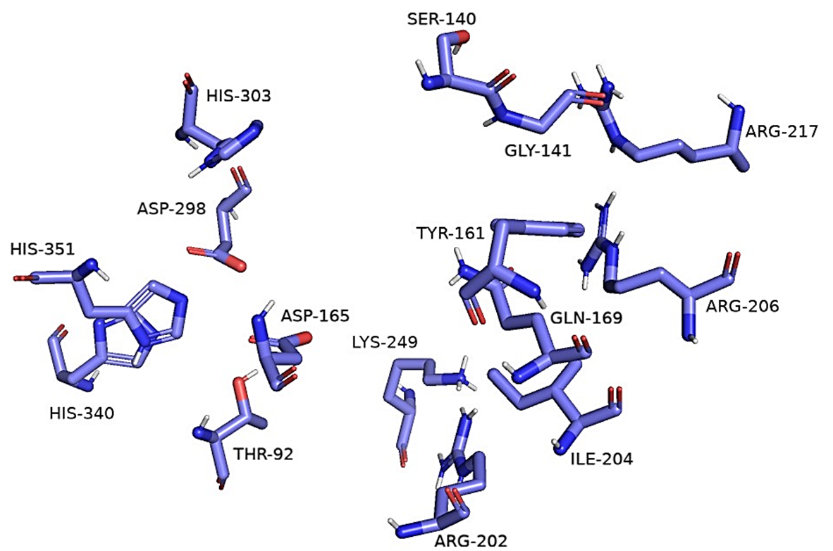 SER-140
HIS-303
ARG-217
GLY-141
ASP-298
TYR-161
HIS-351
ARG-206
ASP-165
GLN-169
LYS-249
HIS-340
THR-92
ILE-204
ARG-202